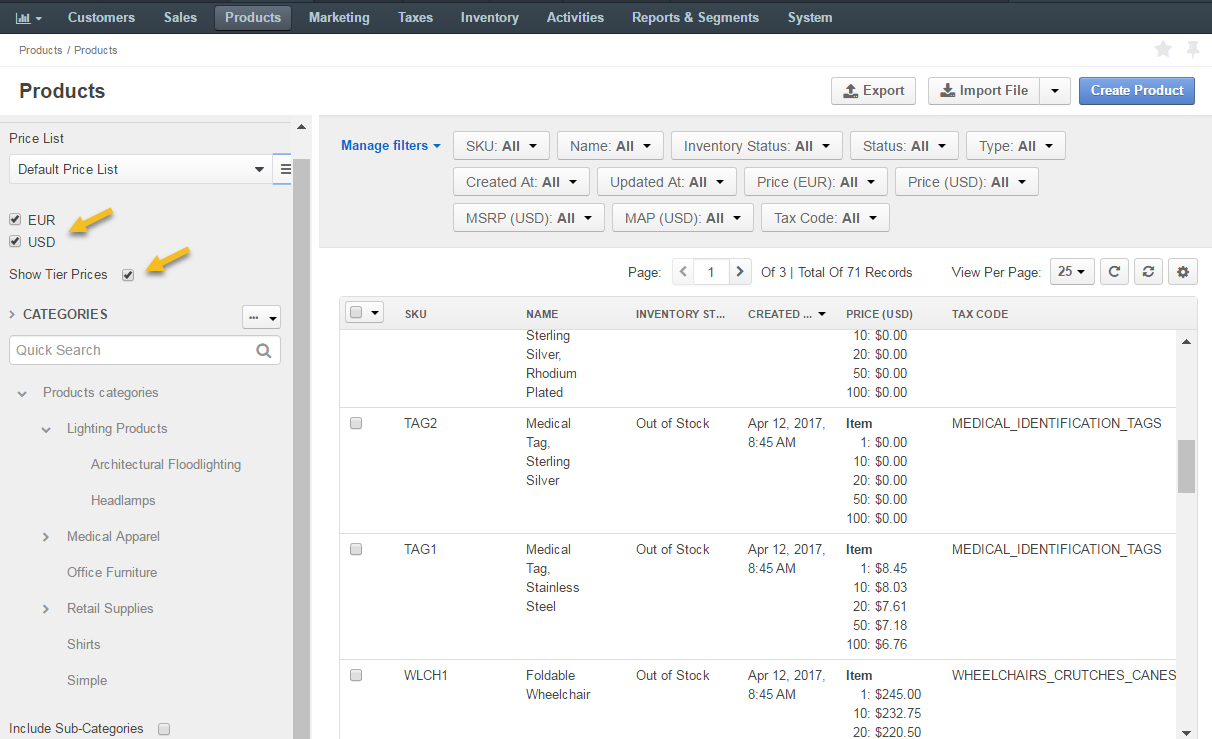 Customers Sales Products Marketing Taxes Inventory Activities Reports & Segments System
Products / Products
Products
Export Import File Create Product
Price List
Default Price List
EUR
USD
Show Tier Prices
CATEGORIES
...
Quick Search
Products categories
Lighting Products
Architectural Floodlighting
Headlamps
Medical Apparel
Office Furniture
Retail Supplies
Shirts
Simple
Include Sub-Categories
Manage filters SKU: All Name: All Inventory Status: All Status: All Type: All
Created At: All Updated At: All Price (EUR): All Price (USD): All
MSRP (USD): All MAP (USD): All Tax Code: All
Page: 1 Of 3 | Total Of 71 Records View Per Page: 25
SKU NAME INVENTORY ST... CREATED ... PRICE (USD) TAX CODE
Sterling 10: $0.00
Silver, 20: $0.00
Rhodium 50: $0.00
Plated 100: $0.00
TAG2 Medical Out of Stock Apr 12, 2017, Item MEDICAL_IDENTIFICATION_TAGS
Tag, 8:45 AM 1: $0.00
Sterling 10: $0.00
Silver 20: $0.00
50: $0.00
100: $0.00
TAG1 Medical Out of Stock Apr 12, 2017, Item MEDICAL_IDENTIFICATION_TAGS
Tag, 8:45 AM 1: $8.45
Stainless 10: $8.03
Steel 20: $7.61
50: $7.18
100: $6.76
WLCH1 Foldable Out of Stock Apr 12, 2017, Item WHEELCHAIRS_CRUTCHES_CANES
Wheelchair 8:45 AM 1: $245.00
10: $232.75
20: $220.50